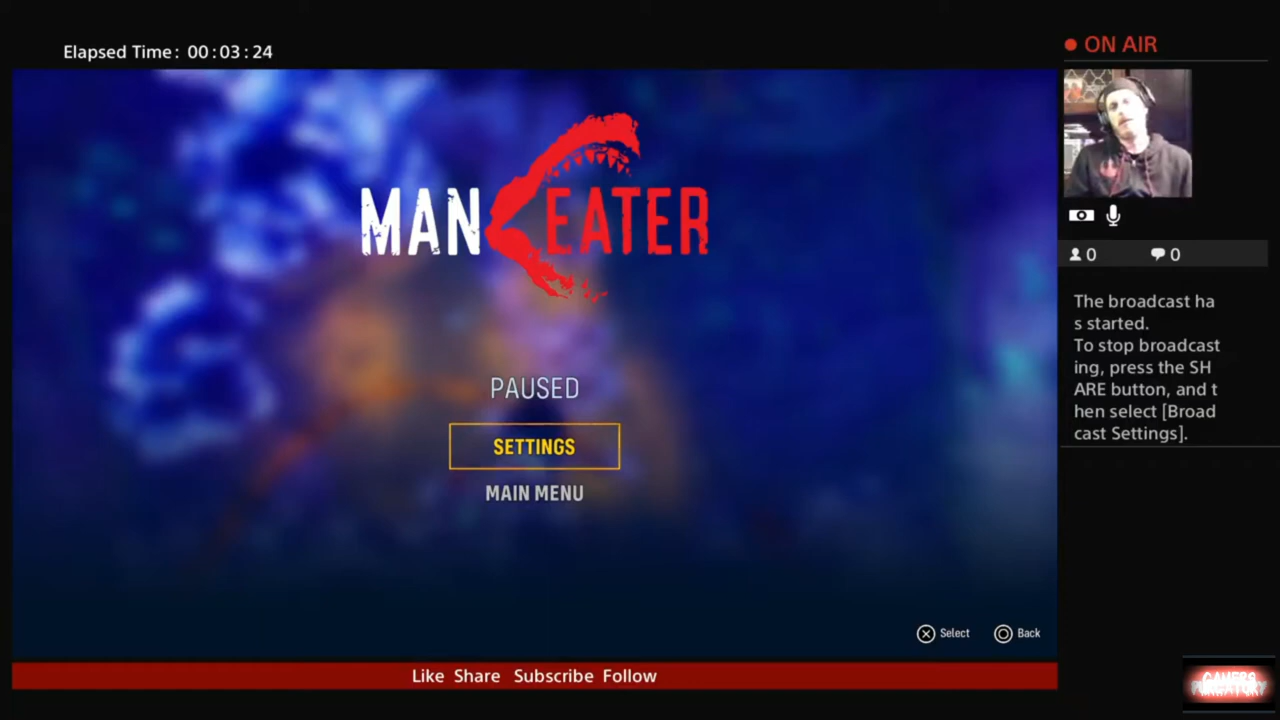 Elapsed Time: 00:03:24
ON AIR
MAN EATER
0 0
The broadcast ha
s started.
To stop broadcast
ing, press the SH
ARE button, and t
hen select [Broad
cast Settings].
PAUSED
SETTINGS
MAIN MENU
Select Back
Like Share Subscribe Follow
GAMERS
PURGATORY